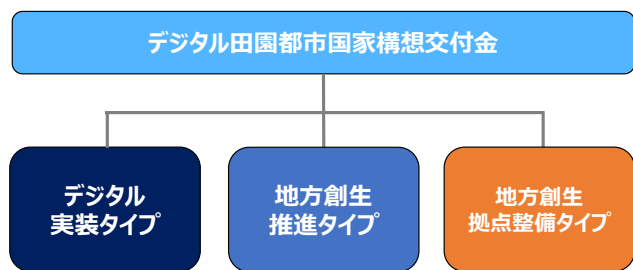 デジタル田園都市国家構想交付金
デジタル
実装タイプ
地方創生
推進タイプ
地方創生
拠点整備タイプ